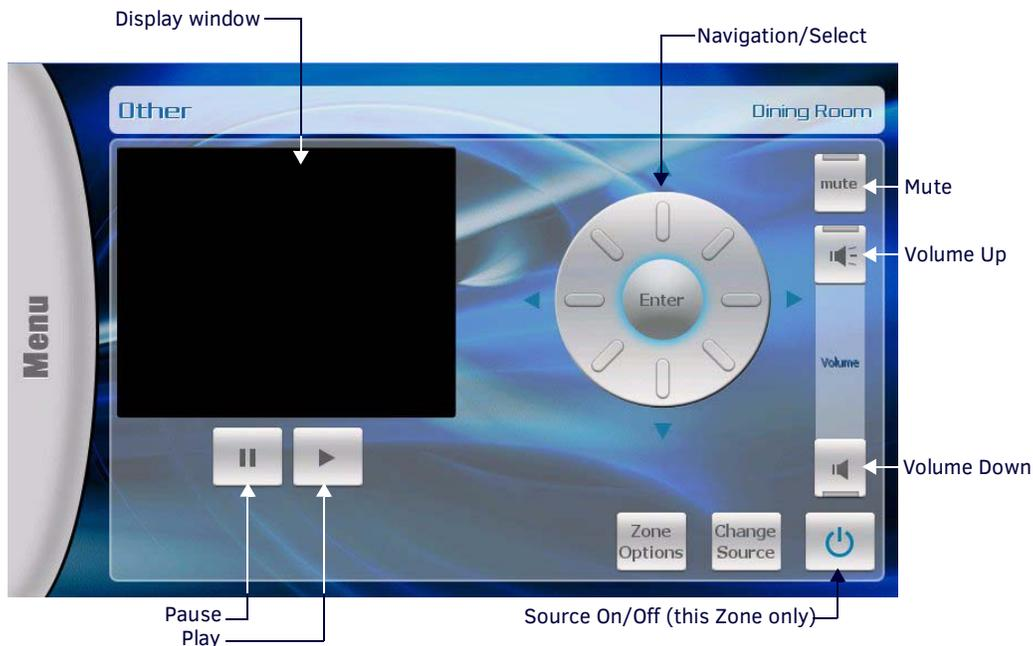 Display window
Navigation/Select
Other
Dining Room
mute
Mute
Volume Up
Enter
Menu
Volume
Volume Down
Zone
Options
Change
Source
Pause
Source On/Off (this Zone only)
Play